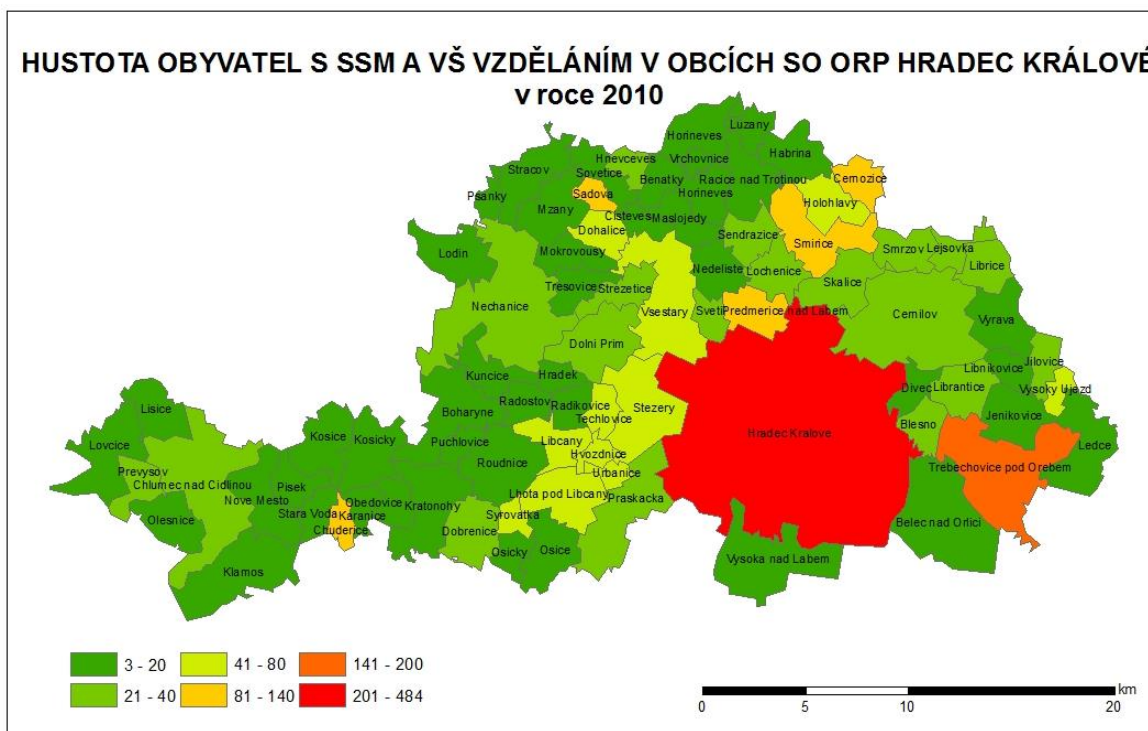 HUSTOTA OBYVATEL S SSM A VŠ VZDĚLÁNÍM V OBCÍCH SO ORP HRADEC KRÁLOVÉ
v roce 2010
Luzany
Horineves
Habrina
Hnevceves
Vrchovnice
Stracov
Sovetice
Benatky
Racice nad Trotinou
Cernozice
Psanky
Sadova
Horineves
Holohlavy
Mzany
Cisteves
Maslojedy
Dohalice
Sendrazice
Smirice
Lodin
Mokrovousy
Smrzov
Lejsovka
Nedeliste
Lochenice
Librice
Tresovice
Strezetice
Skalice
Nechanice
Vsestary
Sveti
Predmerice nad Labem
Cernilov
Vyrava
Dolni Prim
Jilovice
Libnikovice
Kuncice
Hradek
Divec
Librantice
Vysoky Ujezd
Radostov
Radikovice
Lisice
Boharyne
Techlovice
Stezery
Jenikovice
Blesno
Kosice
Kosicky
Puchlovice
Libcany
Hradec Kralove
Lovcice
Hvozdnice
Ledce
Roudnice
Trebechovice pod Orebem
Prevysov
Urbanice
Chlumec nad Cidlinou
Pisek
Lhota pod Libcany
Praskacka
Nove Mesto
Obedovice
Kratonohy
Olesnice
Stara Voda
Karanice
Syrovatka
Belec nad Orlici
Chuderice
Dobrenice
Osicky
Osice
Vysoka nad Labem
Klamos
3 - 20
41 - 80
141 - 200
21 - 40
81 - 140
201 - 484
km
0
5
10
20